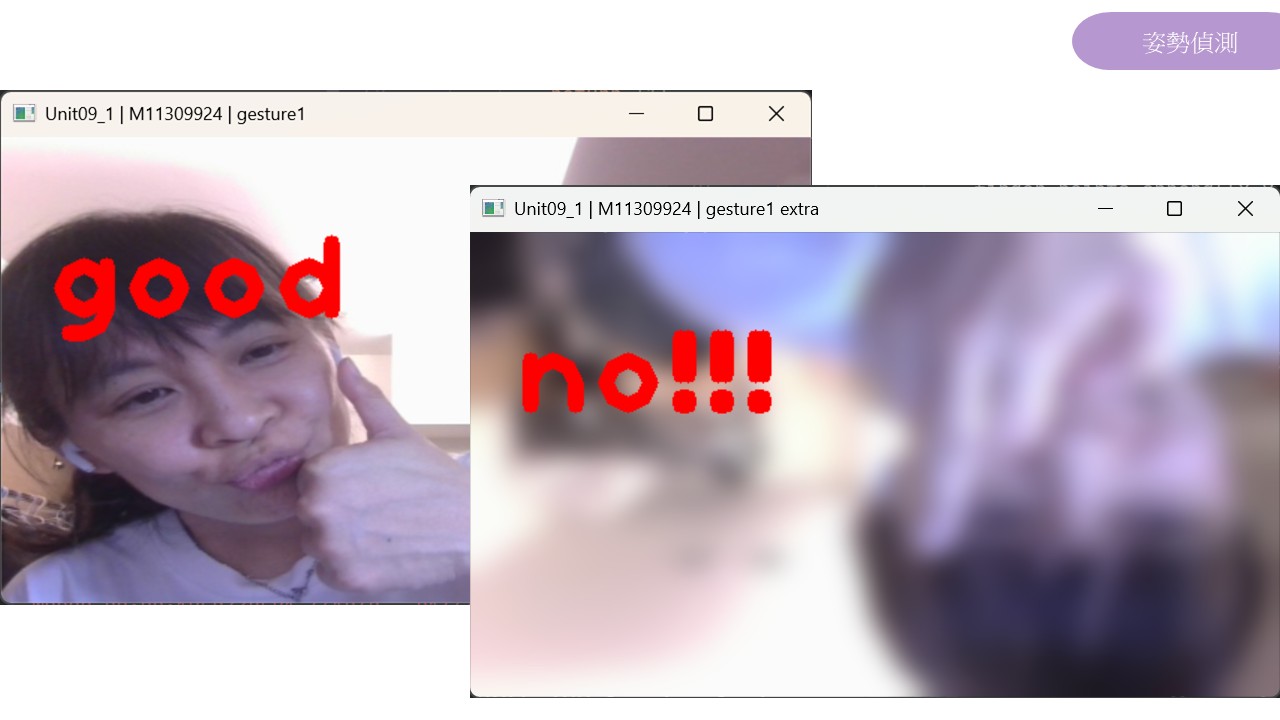 姿勢偵測
Unit09_1 | M11309924 | gesture1
good
Unit09_1 | M11309924 | gesture1 extra
no!!!